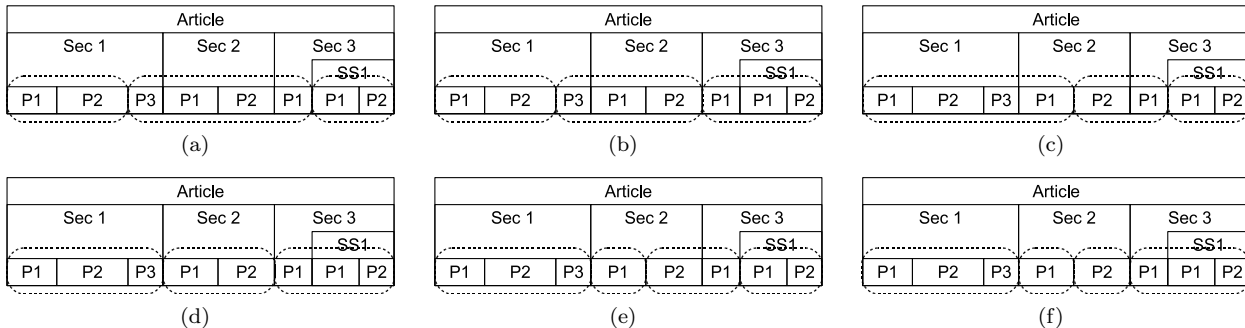 Article Article Article
Sec 1 Sec 2 Sec 3 Sec 1 Sec 2 Sec 3 Sec 1 Sec 2 Sec 3
SS1 SS1 SS1
P1 P2 P3 P1 P2 P1 P1 P2 P1 P2 P3 P1 P2 P1 P1 P2 P1 P2 P3 P1 P2 P1 P1 P2
(a) (b) (c)
Article Article Article
Sec 1 Sec 2 Sec 3 Sec 1 Sec 2 Sec 3 Sec 1 Sec 2 Sec 3
SS1 SS1 SS1
P1 P2 P3 P1 P2 P1 P1 P2 P1 P2 P3 P1 P2 P1 P1 P2 P1 P2 P3 P1 P2 P1 P1 P2
(d) (e) (f)